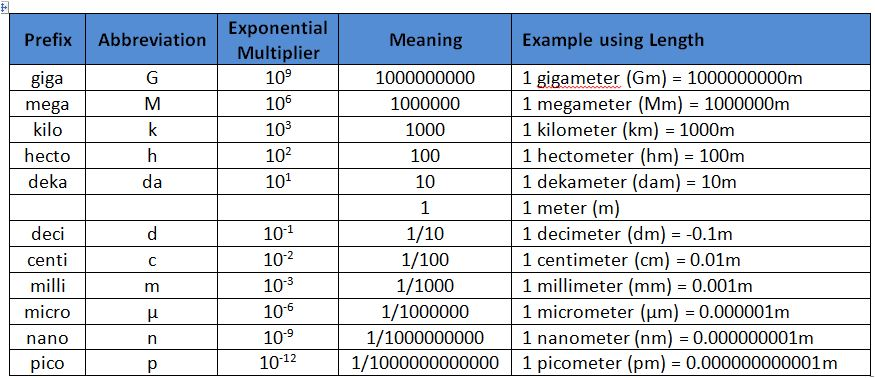 Prefix Abbreviation Exponential Multiplier Meaning Example using Length
giga G 10⁹ 1000000000 1 gigameter (Gm) = 1000000000m
mega M 10⁶ 1000000 1 megameter (Mm) = 1000000m
kilo k 10³ 1000 1 kilometer (km) = 1000m
hecto h 10² 100 1 hectometer (hm) = 100m
deka da 10¹ 10 1 dekameter (dam) = 10m
1 1 meter (m)
deci d 10⁻¹ 1/10 1 decimeter (dm) = -0.1m
centi c 10⁻² 1/100 1 centimeter (cm) = 0.01m
milli m 10⁻³ 1/1000 1 millimeter (mm) = 0.001m
micro µ 10⁻⁶ 1/1000000 1 micrometer (µm) = 0.000001m
nano n 10⁻⁹ 1/1000000000 1 nanometer (nm) = 0.000000001m
pico p 10⁻¹² 1/1000000000000 1 picometer (pm) = 0.000000000001m